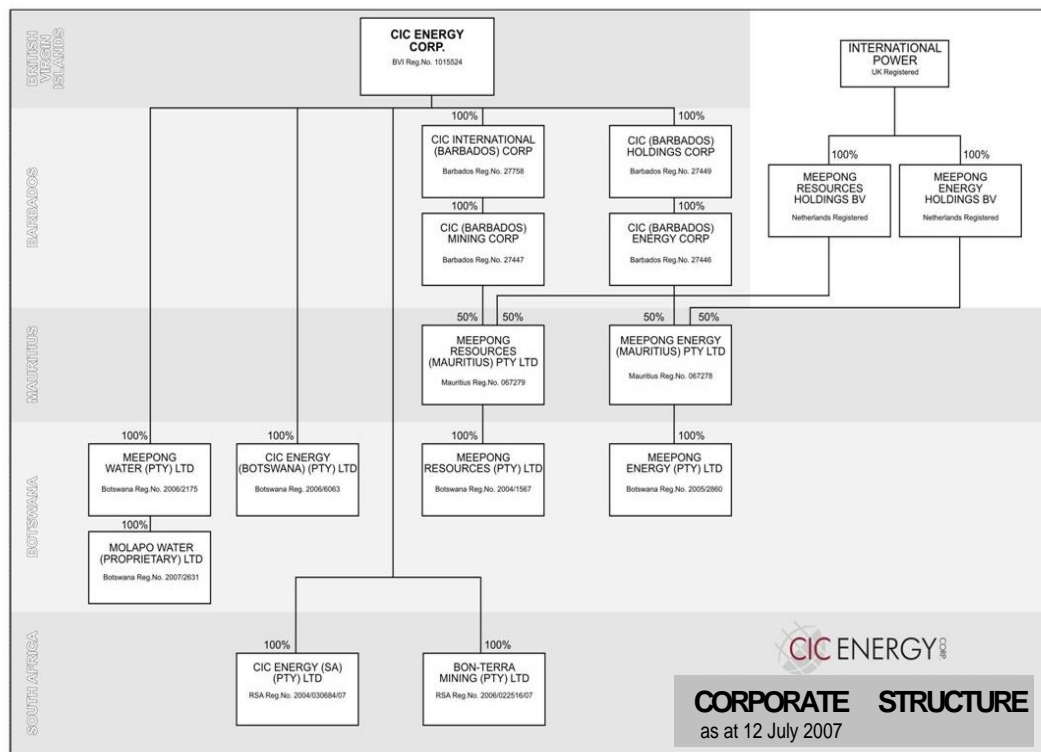 BRITISH
VIRGIN
ISLANDS
CIC ENERGY
CORP.
BVI Reg.No. 1015524
INTERNATIONAL
POWER
UK Registered
BARBADOS
100%
CIC INTERNATIONAL
(BARBADOS) CORP
Barbados Reg.No. 27758
100%
CIC (BARBADOS)
HOLDINGS CORP
Barbados Reg.No. 27449
100%
MEEPONG
RESOURCES
HOLDINGS BV
Netherlands Registered
100%
MEEPONG
ENERGY
HOLDINGS BV
Netherlands Registered
100%
CIC (BARBADOS)
MINING CORP
Barbados Reg.No. 27447
100%
CIC (BARBADOS)
ENERGY CORP
Barbados Reg.No. 27446
MAURITIUS
50% 50%
MEEPONG
RESOURCES
(MAURITIUS) PTY LTD
Mauritius Reg.No. 067279
50% 50%
MEEPONG ENERGY
(MAURITIUS) PTY LTD
Mauritius Reg.No. 067278
BOTSWANA
100%
MEEPONG
WATER (PTY) LTD
Botswana Reg.No. 2006/2175
100%
CIC ENERGY
(BOTSWANA) (PTY) LTD
Botswana Reg. 2006/6063
100%
MEEPONG
RESOURCES (PTY) LTD
Botswana Reg.No. 2004/1567
100%
MEEPONG
ENERGY (PTY) LTD
Botswana Reg.No. 2005/2860
100%
MOLAPO WATER
(PROPRIETARY) LTD
Botswana Reg.No. 2007/2631
SOUTH AFRICA
100%
CIC ENERGY (SA)
(PTY) LTD
RSA Reg.No. 2004/030684/07
100%
BON-TERRA
MINING (PTY) LTD
RSA Reg.No. 2006/022516/07
CIC ENERGY CORP.
CORPORATE STRUCTURE
as at 12 July 2007